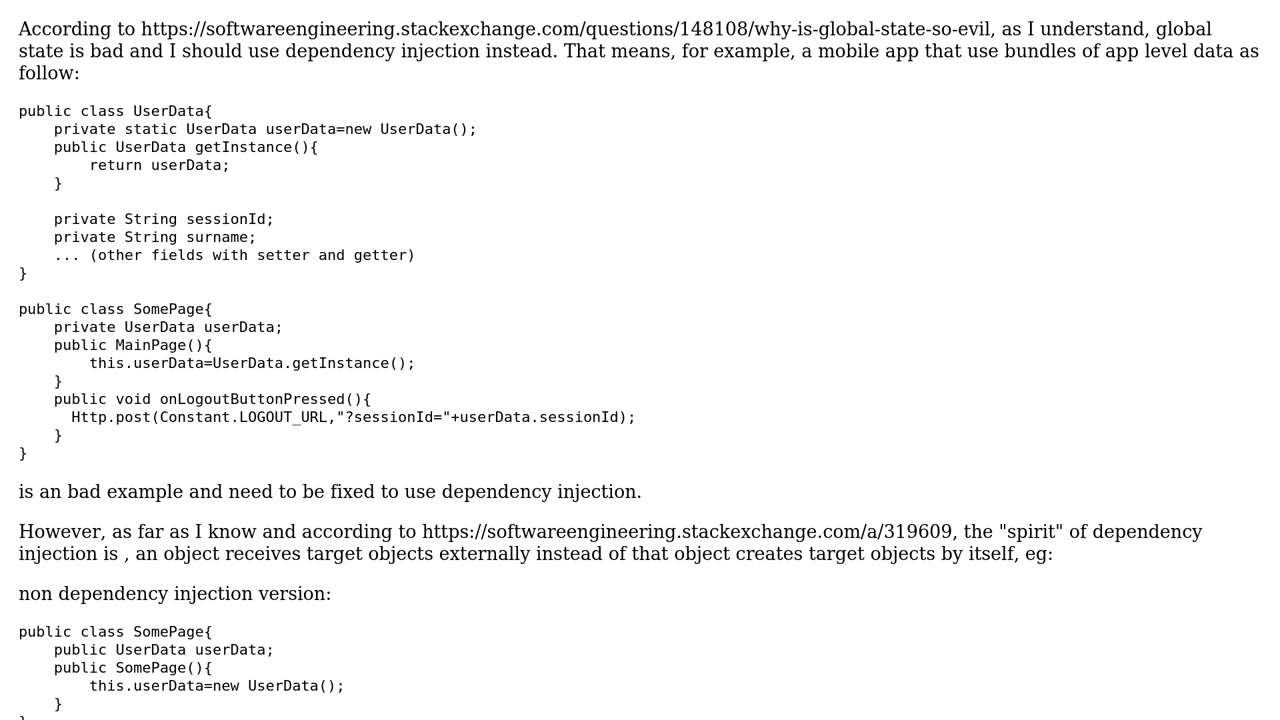 According to https://softwareengineering.stackexchange.com/questions/148108/why-is-global-state-so-evil, as I understand, global
state is bad and I should use dependency injection instead. That means, for example, a mobile app that use bundles of app level data as
follow:
public class UserData{
    private static UserData userData=new UserData();
    public UserData getInstance(){
        return userData;
    }
    private String sessionId;
    private String surname;
    ... (other fields with setter and getter)
}
public class SomePage{
    private UserData userData;
    public MainPage(){
        this.userData=UserData.getInstance();
    }
    public void onLogoutButtonPressed(){
      Http.post(Constant.LOGOUT_URL,"?sessionId="+userData.sessionId);
    }
}
is an bad example and need to be fixed to use dependency injection.
However, as far as I know and according to https://softwareengineering.stackexchange.com/a/319609, the "spirit" of dependency
injection is , an object receives target objects externally instead of that object creates target objects by itself, eg:
non dependency injection version:
public class SomePage{
    public UserData userData;
    public SomePage(){
        this.userData=new UserData();
    }